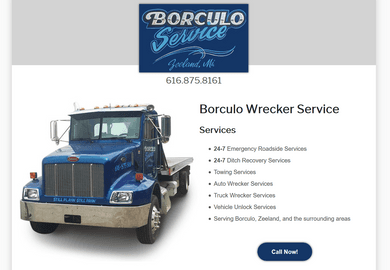 BORCULO
Service
Zeeland, Mi.
616.875.8161
Borculo Wrecker Service
Services
24-7 Emergency Roadside Services
24-7 Ditch Recovery Services
Towing Services
Auto Wrecker Services
Truck Wrecker Services
Vehicle Unlock Services
Serving Borculo, Zeeland, and the surrounding areas
Call Now!